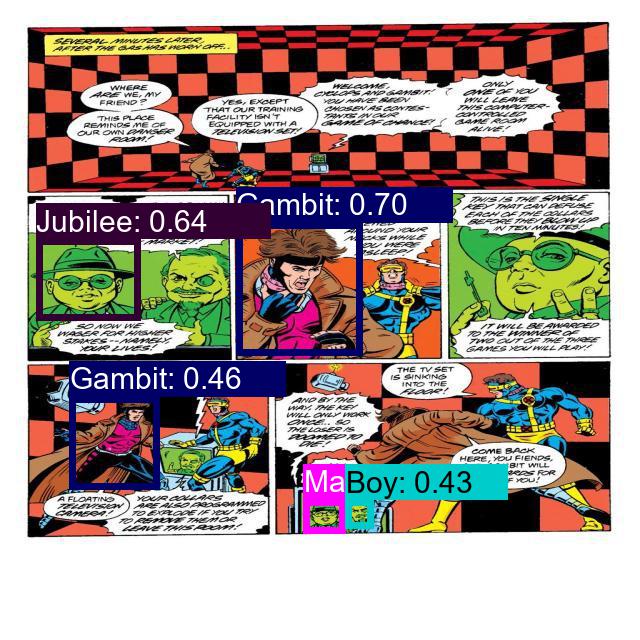 SEVERAL MINUTES LATER,
AFTER THE GAS HAS WORN OFF...
WHERE
ARE WE, MY
FRIEND?
THIS PLACE
REMINDS ME OF
OUR OWN DANGER
ROOM!
YES, EXCEPT
THAT OUR TRAINING
FACILITY ISN'T
EQUIPPED WITH A
TELEVISION SET!
WELCOME,
CYCLOPS AND GAMBIT!
YOU HAVE BEEN
CHOSEN AS CONTES-
TANTS IN OUR
GAME OF CHANCE!
ONLY
ONE OF YOU
WILL LEAVE
THIS COMPUTER-
CONTROLLED
GAME ROOM
ALIVE!
Jubilee: 0.64
MARKET!
SO NOW WE
WAGER FOR HIGHER
STAKES--NAMELY,
YOUR LIVES!
Gambit: 0.70
AROUND YOUR
NECKS WHILE
YOU WERE
ASLEEP!
THIS IS THE SINGLE
KEY THAT CAN DEFUSE
EACH OF THE COLLARS
BEFORE THEY BLOW UP
IN TEN MINUTES!
IT WILL BE AWARDED
TO THE WINNER OF
TWO OUT OF THE THREE
GAMES YOU WILL PLAY!
Gambit: 0.46
A FLOATING
TELEVISION
CAMERA!
YOUR COLLARS
ARE ALSO PROGRAMMED
TO EXPLODE IF YOU TRY
TO REMOVE THEM OR
LEAVE THIS ROOM!
AND BY THE
WAY, THE KEY
WILL ONLY WORK
ONCE... SO
THE LOSER IS
DOOMED TO
DIE!
THE TV SET
IS SINKING
INTO THE
FLOOR!
COME BACK
HERE, YOU FIENDS,
BIT WILL
ARDS FOR
YOU!
Ma
Boy: 0.43